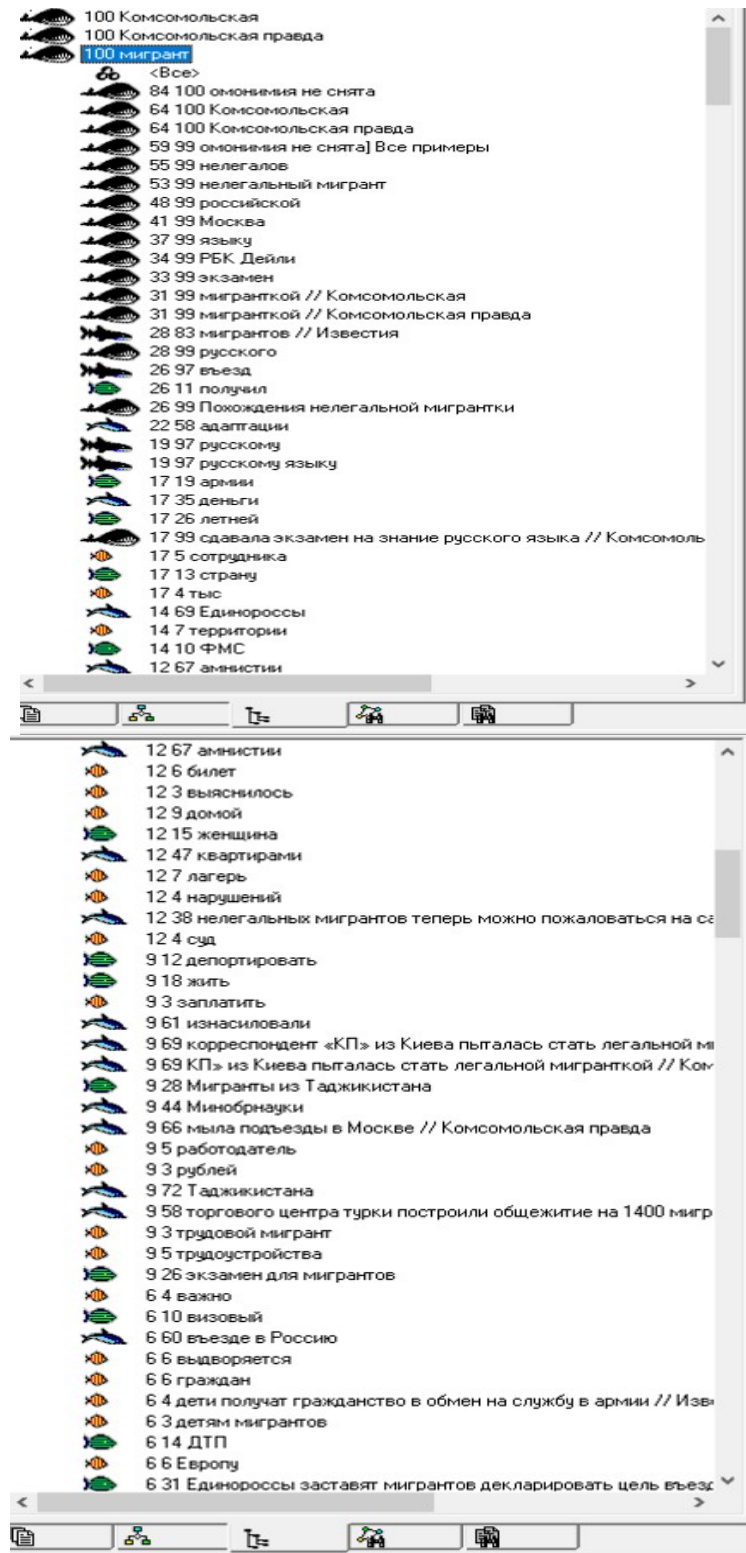 100 Комсомольская
100 Комсомольская правда
100 мигрант
<Все>
84 100 омонимия не снята
64 100 Комсомольская
64 100 Комсомольская правда
59 99 омонимия не снята] Все примеры
55 99 нелегалов
53 99 нелегальный мигрант
48 99 российской
41 99 Москва
37 99 языку
34 99 РБК Дейли
33 99 экзамен
31 99 мигранткой // Комсомольская
31 99 мигранткой // Комсомольская правда
28 83 мигрантов // Известия
28 99 русского
26 97 въезд
26 11 получил
26 99 Похождения нелегальной мигрантки
22 58 адаптации
19 97 русскому
19 97 русскому языку
17 19 армии
17 35 деньги
17 26 летней
17 99 сдавала экзамен на знание русского языка // Комсомоль
17 5 сотрудника
17 13 страну
17 4 тыс
14 69 Единороссы
14 7 территории
14 10 ФМС
12 67 амнистии
12 67 амнистии
12 6 билет
12 3 выяснилось
12 9 домой
12 15 женщина
12 47 квартирами
12 7 лагерь
12 4 нарушений
12 38 нелегальных мигрантов теперь можно пожаловаться на са
12 4 суд
9 12 депортировать
9 18 жить
9 3 заплатить
9 61 изнасиловали
9 69 корреспондент «КП» из Киева пыталась стать легальной ми
9 69 КП» из Киева пыталась стать легальной мигранткой // Ком
9 28 Мигранты из Таджикистана
9 44 Минобрнауки
9 66 мыла подъезды в Москве // Комсомольская правда
9 5 работодатель
9 3 рублей
9 72 Таджикистана
9 58 торгового центра турки построили общежитие на 1400 мигр
9 3 трудовой мигрант
9 5 трудоустройства
9 26 экзамен для мигрантов
6 4 важно
6 10 визовый
6 60 въезде в Россию
6 6 выдворяется
6 6 граждан
6 4 дети получат гражданство в обмен на службу в армии // Изв
6 3 детям мигрантов
6 14 ДТП
6 6 Европу
6 31 Единороссы заставят мигрантов декларировать цель въезд